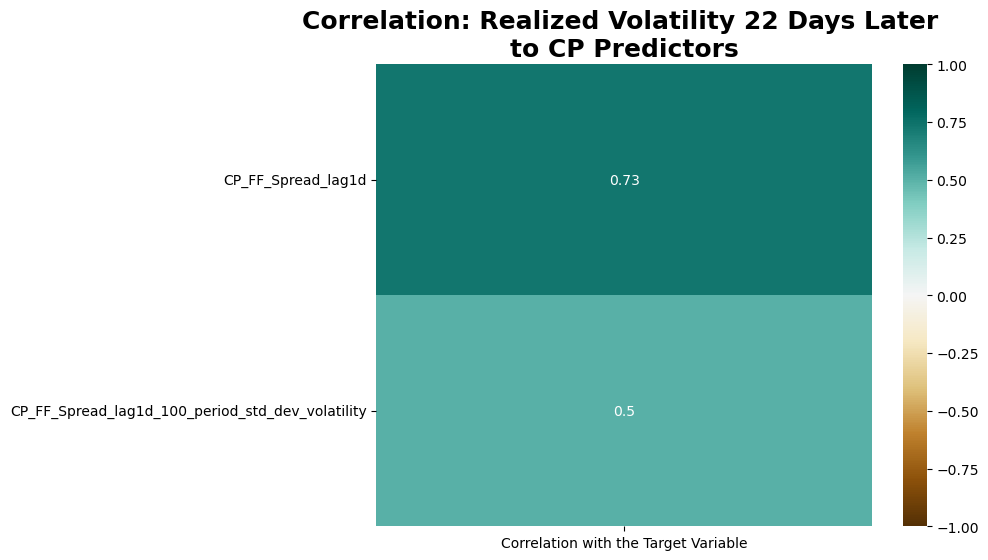 Correlation: Realized Volatility 22 Days Later
to CP Predictors
CP_FF_Spread_lag1d
0.73
CP_FF_Spread_lag1d_100_period_std_dev_volatility
0.5
Correlation with the Target Variable
1.00
0.75
0.50
0.25
0.00
−0.25
−0.50
−0.75
−1.00